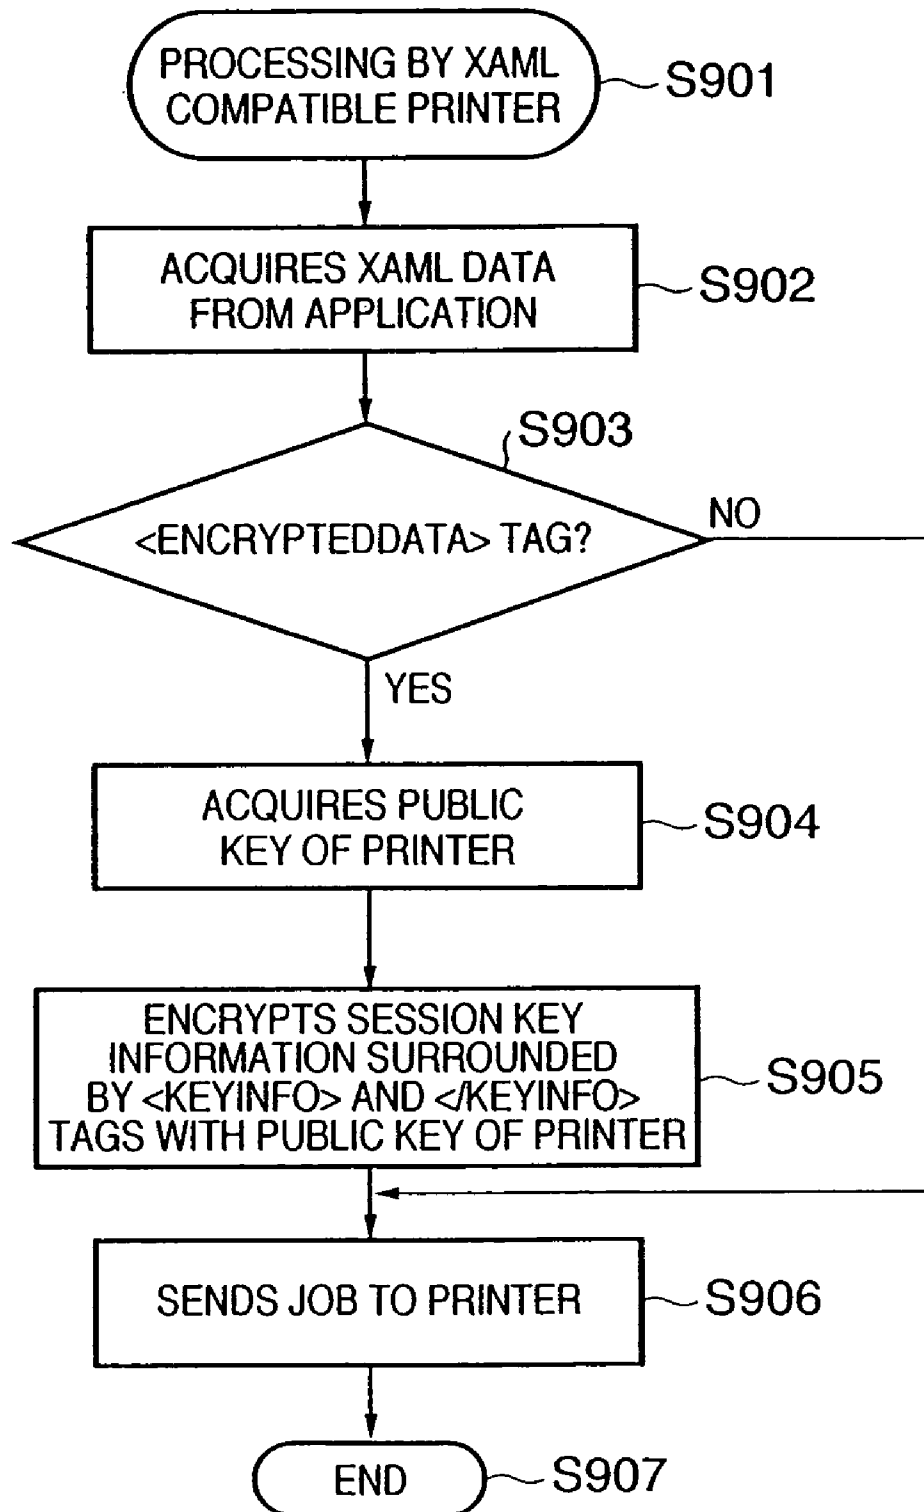 PROCESSING BY XAML
COMPATIBLE PRINTER
S901
ACQUIRES XAML DATA
FROM APPLICATION
S902
S903
<ENCRYPTEDDATA> TAG?
NO
YES
ACQUIRES PUBLIC
KEY OF PRINTER
S904
ENCRYPTS SESSION KEY
INFORMATION SURROUNDED
BY <KEYINFO> AND </KEYINFO>
TAGS WITH PUBLIC KEY OF PRINTER
S905
SENDS JOB TO PRINTER
S906
END
S907